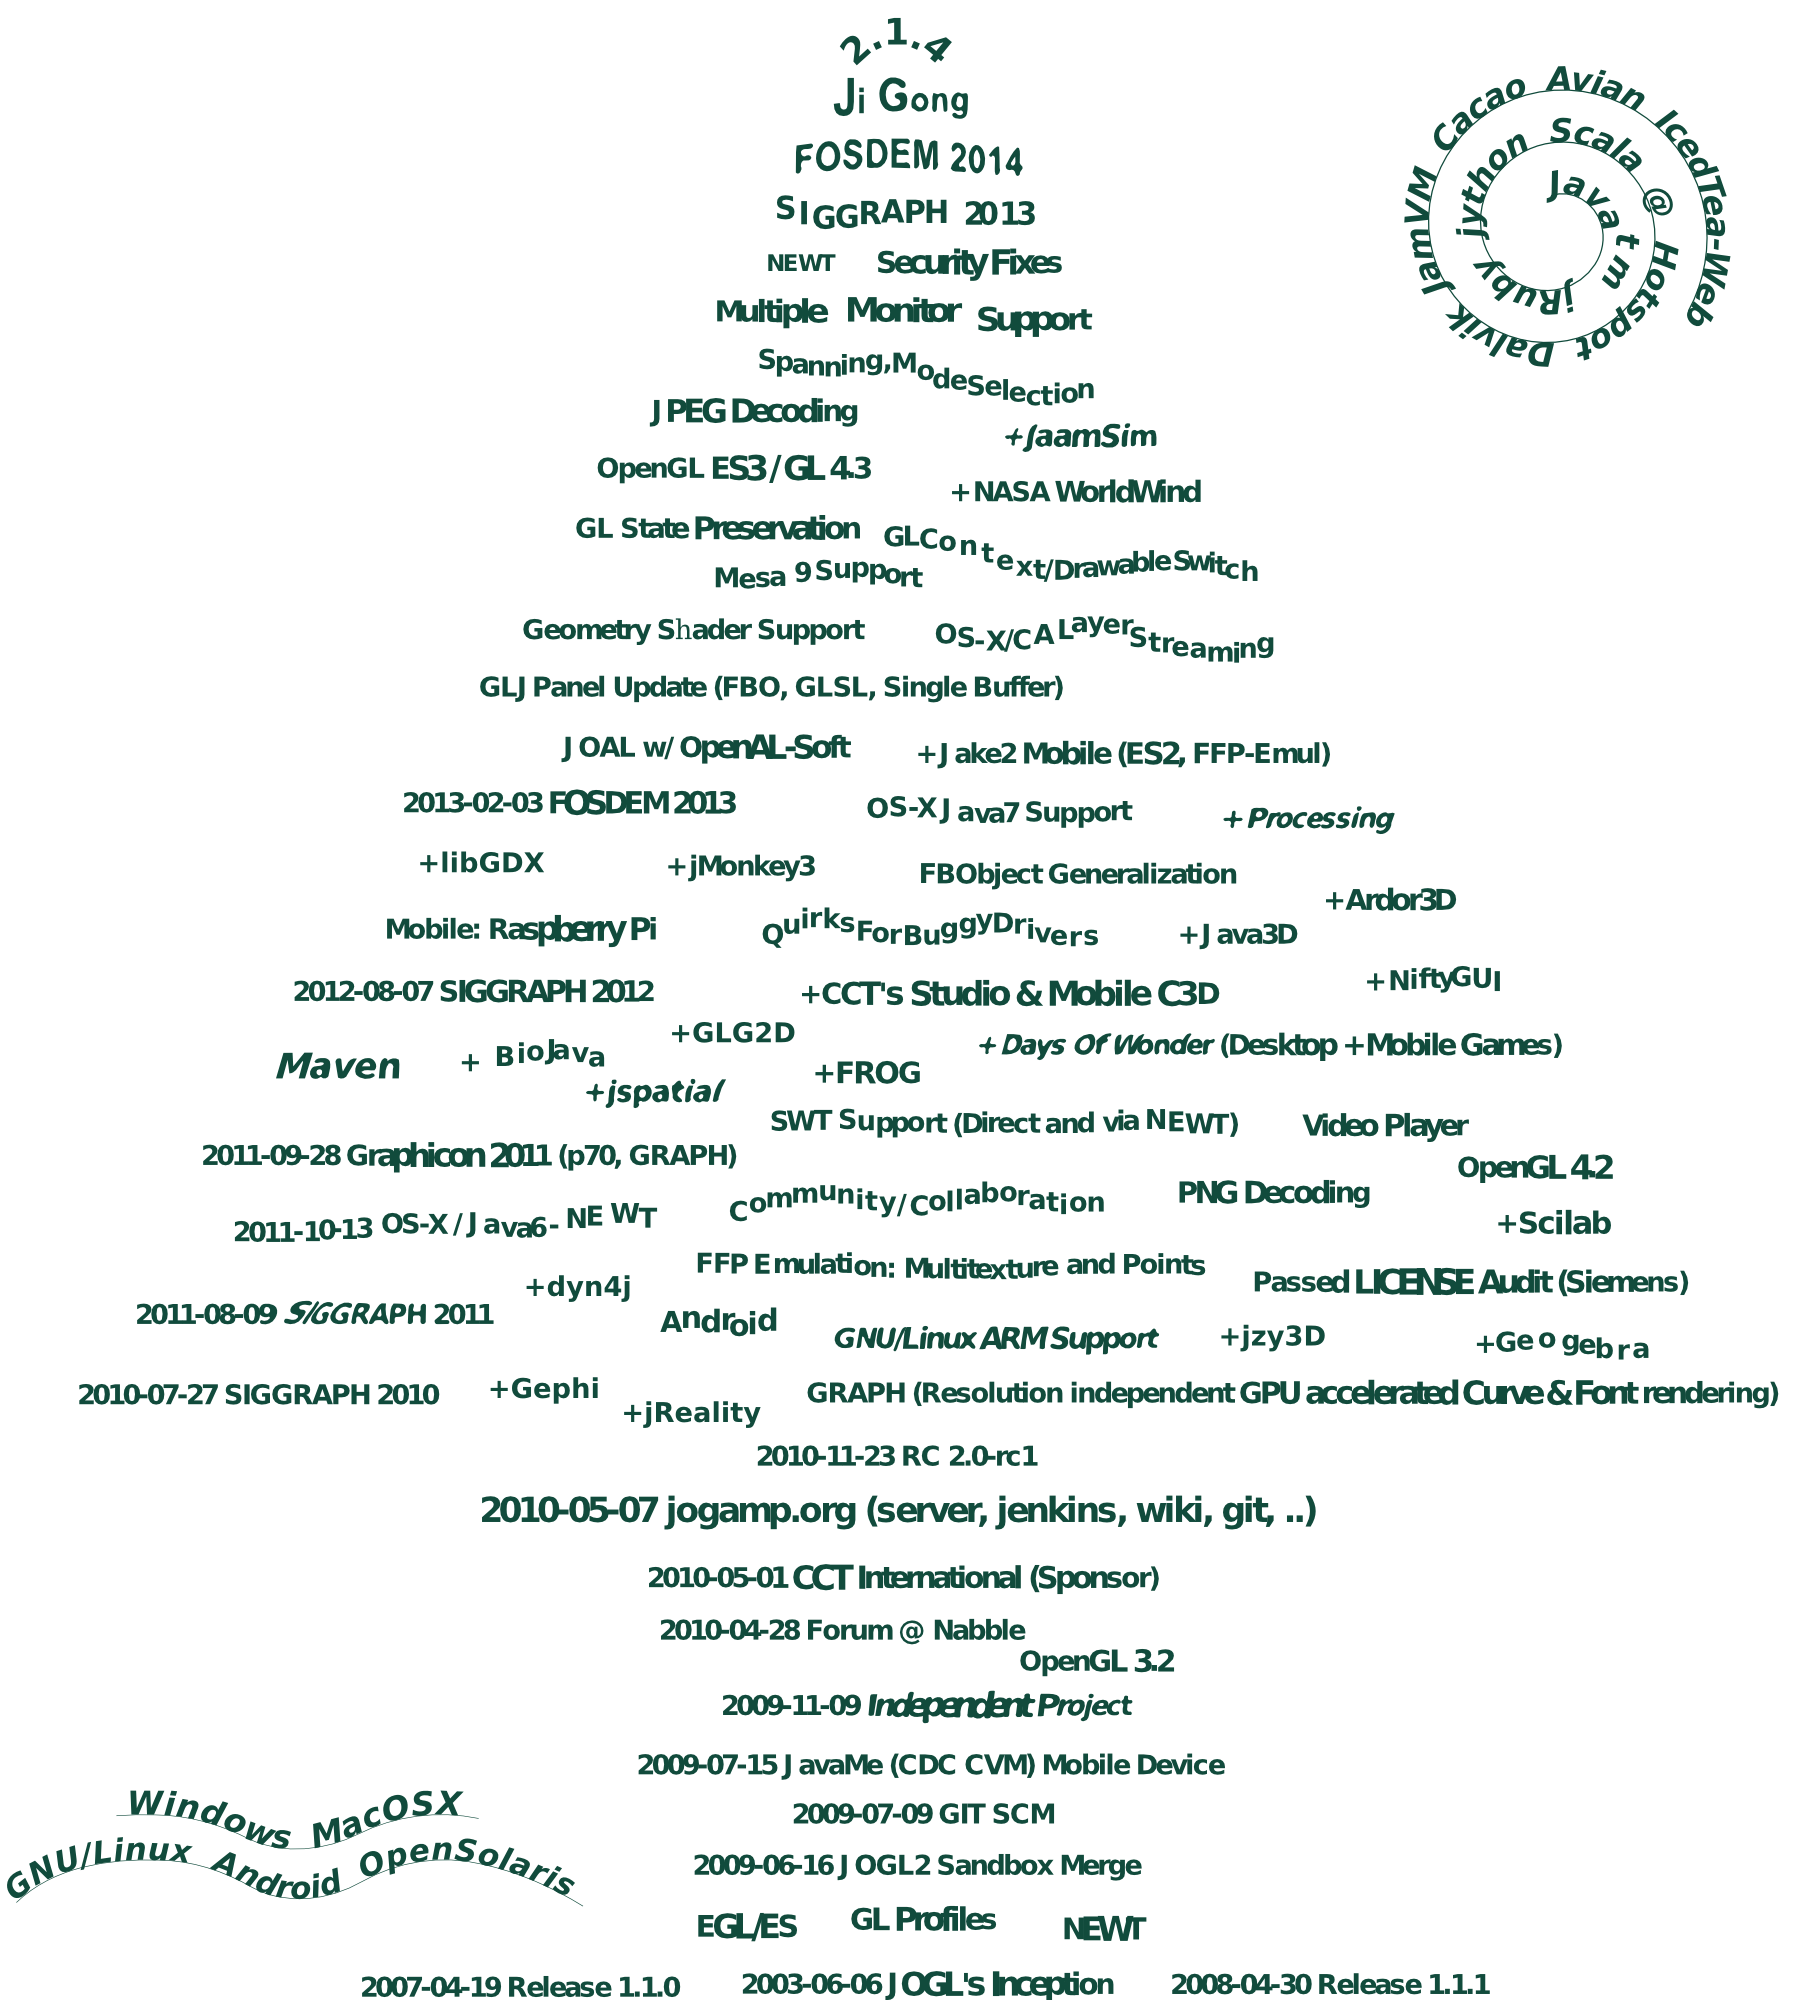 2.1.4
Ji Gong
FOSDEM 2014
SIGGRAPH 2013
NEWT Security Fixes
Multiple Monitor Support
Spanning, Mode Selection
JPEG Decoding
+JaamSim
OpenGL ES3 / GL 4.3
+NASA WorldWind
GL State Preservation GLContext/Drawable Switch
Mesa 9 Support
Geometry Shader Support OS-X/CALayer Streaming
GLJPanel Update (FBO, GLSL, Single Buffer)
JOAL w/ OpenAL-Soft +Jake2 Mobile (ES2, FFP-Emul)
2013-02-03 FOSDEM 2013 OS-X Java7 Support +Processing
+libGDX +jMonkey3 FBObject Generalization
+Ardor3D
Mobile: Raspberry Pi Quirks For Buggy Drivers +Java3D
2012-08-07 SIGGRAPH 2012 +CCT's Studio & Mobile C3D +NiftyGUI
+GLG2D
Maven + BioJava +Days Of Wonder (Desktop +Mobile Games)
+jspatial +FROG
SWT Support (Direct and via NEWT) Video Player
2011-09-28 Graphicon 2011 (p70, GRAPH) OpenGL 4.2
Community/Collaboration PNG Decoding
2011-10-13 OS-X / Java6 - NEWT +Scilab
FFP Emulation: Multitexture and Points
+dyn4j Passed LICENSE Audit (Siemens)
2011-08-09 SIGGRAPH 2011 Android GNU/Linux ARM Support +jzy3D +Geogebra
2010-07-27 SIGGRAPH 2010 +Gephi GRAPH (Resolution independent GPU accelerated Curve & Font rendering)
+jReality
2010-11-23 RC 2.0-rc1
2010-05-07 jogamp.org (server, jenkins, wiki, git, ..)
2010-05-01 CCT International (Sponsor)
2010-04-28 Forum @ Nabble
OpenGL 3.2
2009-11-09 Independent Project
2009-07-15 JavaMe (CDC CVM) Mobile Device
2009-07-09 GIT SCM
2009-06-16 JOGL2 Sandbox Merge
EGL/ES GL Profiles NEWT
2007-04-19 Release 1.1.0 2003-06-06 JOGL's Inception 2008-04-30 Release 1.1.1
Java tm jRuby jython Scala @ Hotspot Dalvik JamVM Cacao Avian IcedTea-Web
Windows MacOSX
GNU/Linux Android OpenSolaris